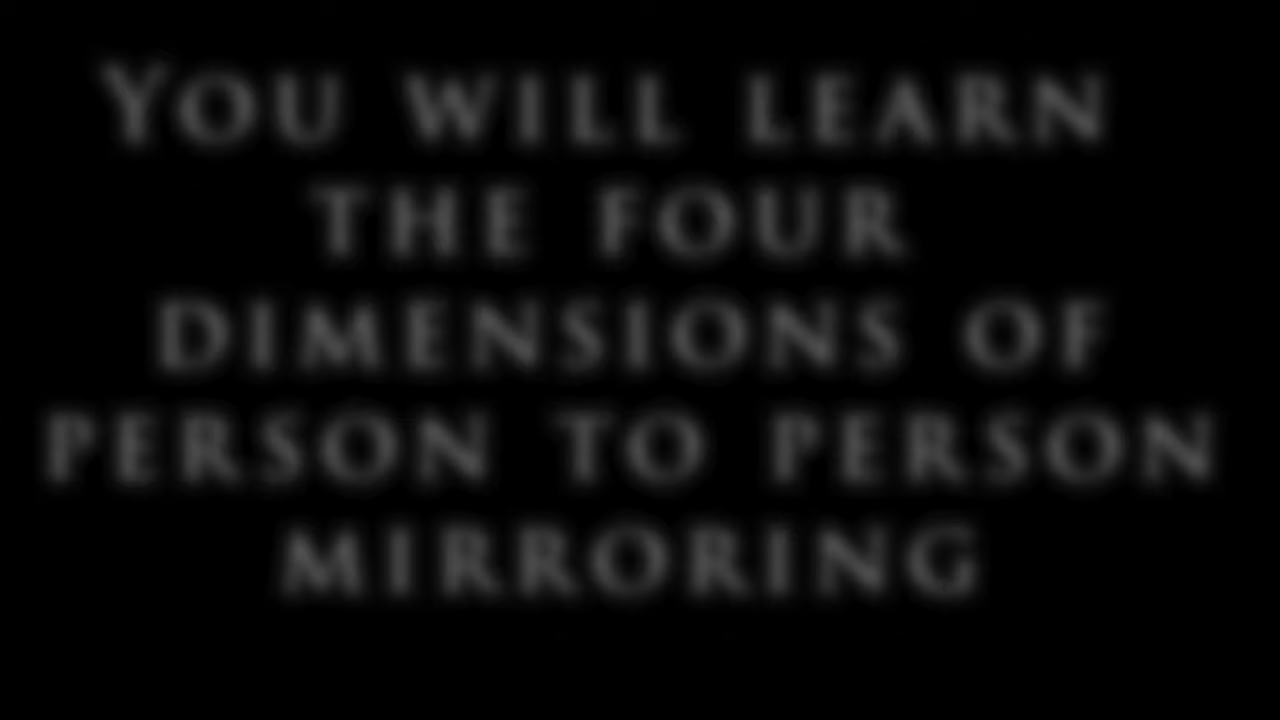 You will learn
the four
dimensions of
person to person
mirroring